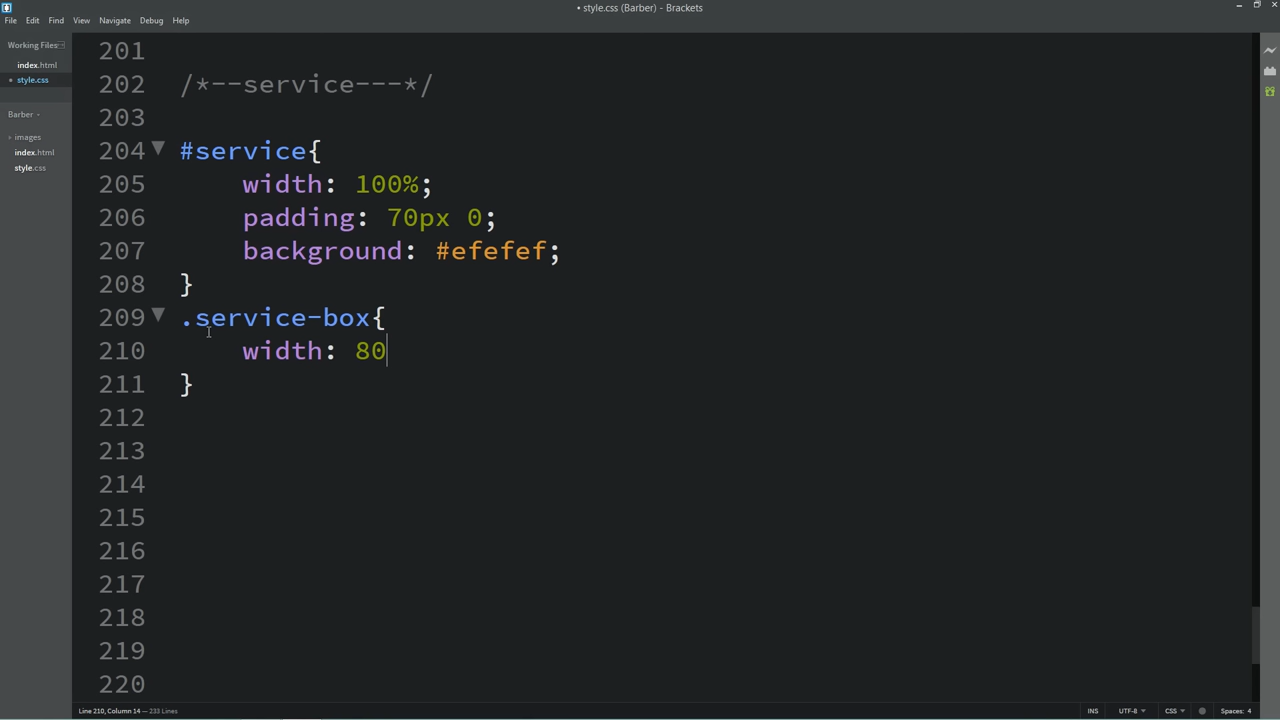 • style.css (Barber) - Brackets
File Edit Find View Navigate Debug Help
Working Files
index.html
• style.css
Barber
images
index.html
style.css
201
202 /*--service---*/
203
204 #service{
205 width: 100%;
206 padding: 70px 0;
207 background: #efefef;
208 }
209 .service-box{
210 width: 80
211 }
212
213
214
215
216
217
218
219
220
Line 210, Column 14 — 233 Lines
INS UTF-8 CSS Spaces: 4